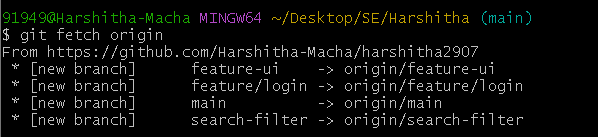 91949@Harshitha-Macha MINGW64 ~/Desktop/SE/Harshitha (main)
$ git fetch origin
From https://github.com/Harshitha-Macha/harshitha2907
 * [new branch]      feature-ui    -> origin/feature-ui
 * [new branch]      feature/login -> origin/feature/login
 * [new branch]      main          -> origin/main
 * [new branch]      search-filter -> origin/search-filter